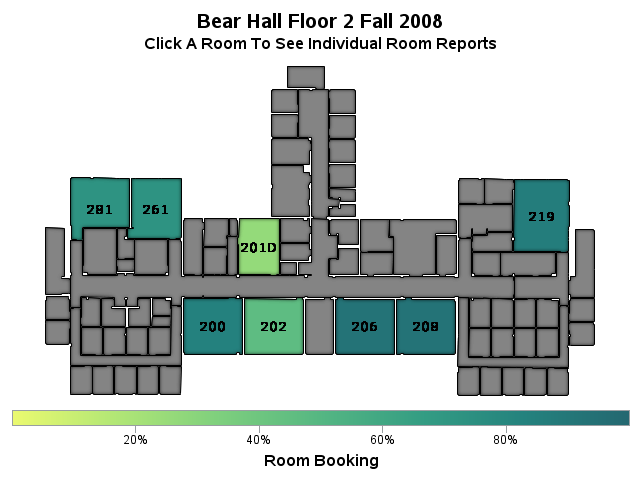 Bear Hall Floor 2 Fall 2008
Click A Room To See Individual Room Reports
281 261 219
201D
200 202 206 208
20% 40% 60% 80%
Room Booking